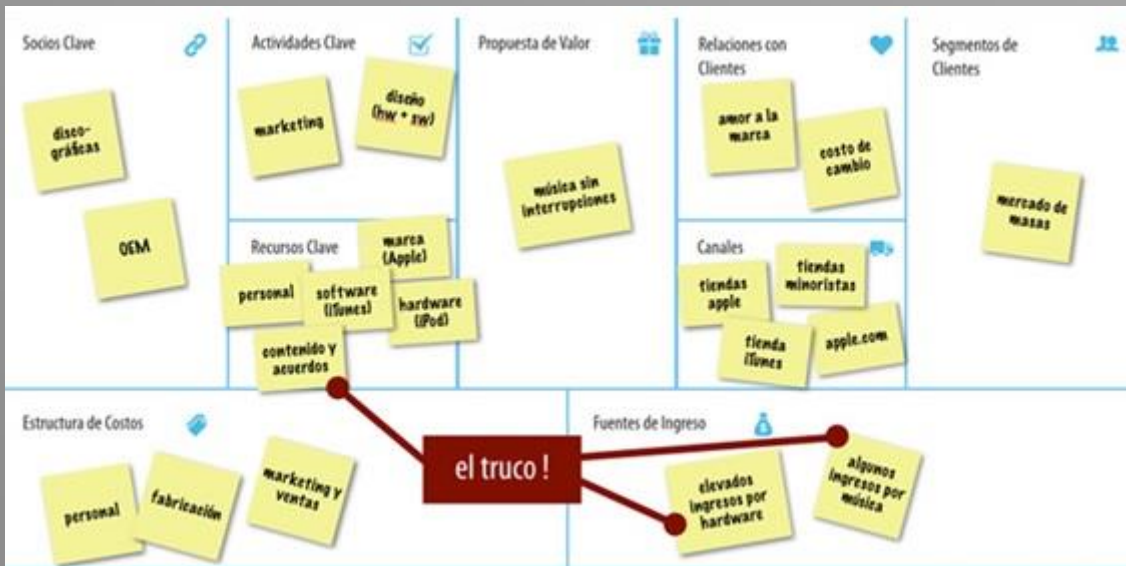 Socios Clave
disco-
gráficas
OEM
Actividades Clave
marketing
diseño
(hw + sw)
Recursos Clave
marca
(Apple)
personal
software
(iTunes)
hardware
(iPod)
contenido y
acuerdos
Propuesta de Valor
música sin
interrupciones
Relaciones con
Clientes
amor a la
marca
costo de
cambio
Canales
tiendas
apple
tiendas
minoristas
tienda
iTunes
apple.com
Segmentos de
Clientes
mercado de
masas
Estructura de Costos
personal
fabricación
marketing y
ventas
el truco !
Fuentes de Ingreso
elevados
ingresos por
hardware
algunos
ingresos por
música